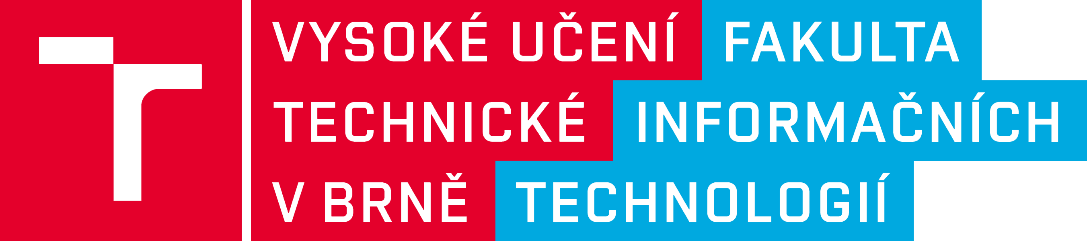 VYSOKÉ UČENÍ FAKULTA
TECHNICKÉ INFORMAČNÍCH
V BRNĚ TECHNOLOGIÍ